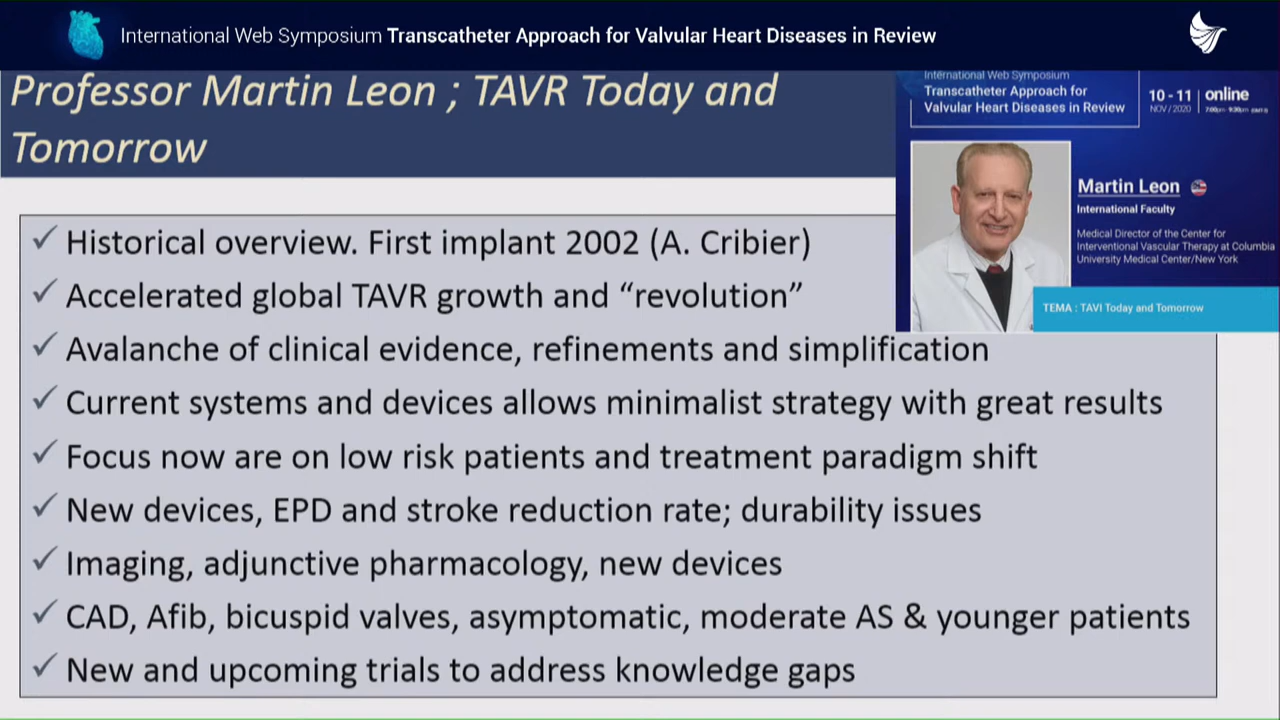 International Web Symposium Transcatheter Approach for Valvular Heart Diseases in Review
Professor Martin Leon ; TAVR Today and
Tomorrow
International Web Symposium
Transcatheter Approach for
Valvular Heart Diseases in Review
10 - 11
NOV / 2020
online
Martin Leon
International Faculty
Medical Director of the Center for
Interventional Vascular Therapy at Columbia
University Medical Center/New York
TEMA : TAVI Today and Tomorrow
✓ Historical overview. First implant 2002 (A. Cribier)
✓ Accelerated global TAVR growth and “revolution”
✓ Avalanche of clinical evidence, refinements and simplification
✓ Current systems and devices allows minimalist strategy with great results
✓ Focus now are on low risk patients and treatment paradigm shift
✓ New devices, EPD and stroke reduction rate; durability issues
✓ Imaging, adjunctive pharmacology, new devices
✓ CAD, Afib, bicuspid valves, asymptomatic, moderate AS & younger patients
✓ New and upcoming trials to address knowledge gaps